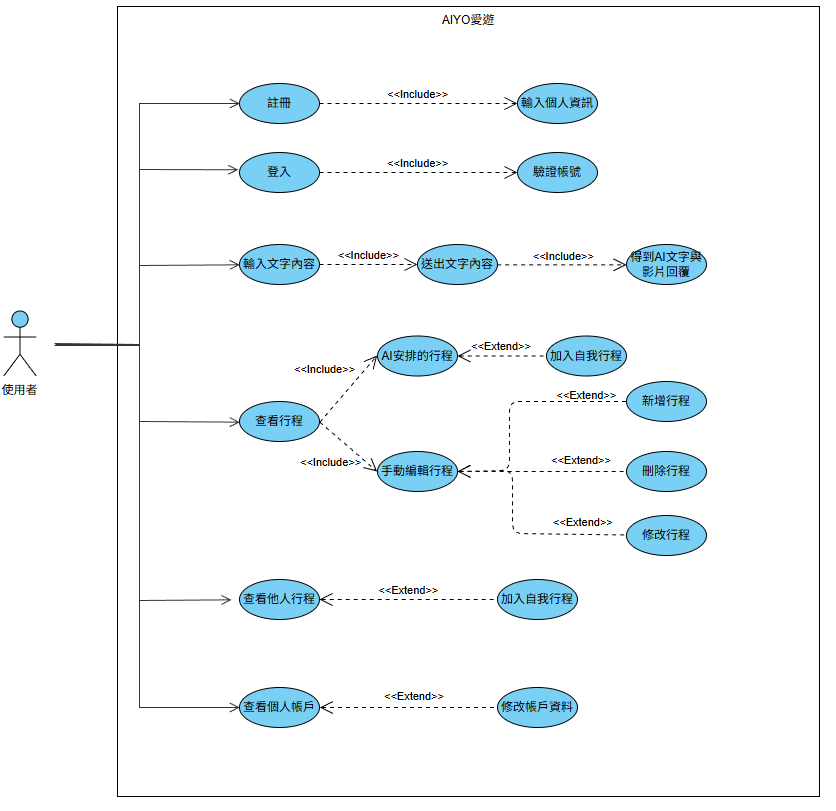 AIYO愛遊
註冊
<<Include>>
輸入個人資訊
登入
<<Include>>
驗證帳號
輸入文字內容
<<Include>>
送出文字內容
<<Include>>
得到AI文字與
影片回覆
使用者
查看行程
<<Include>>
AI安排的行程
<<Extend>>
加入自我行程
<<Include>>
手動編輯行程
<<Extend>>
新增行程
<<Extend>>
刪除行程
<<Extend>>
修改行程
查看他人行程
<<Extend>>
加入自我行程
查看個人帳戶
<<Extend>>
修改帳戶資料